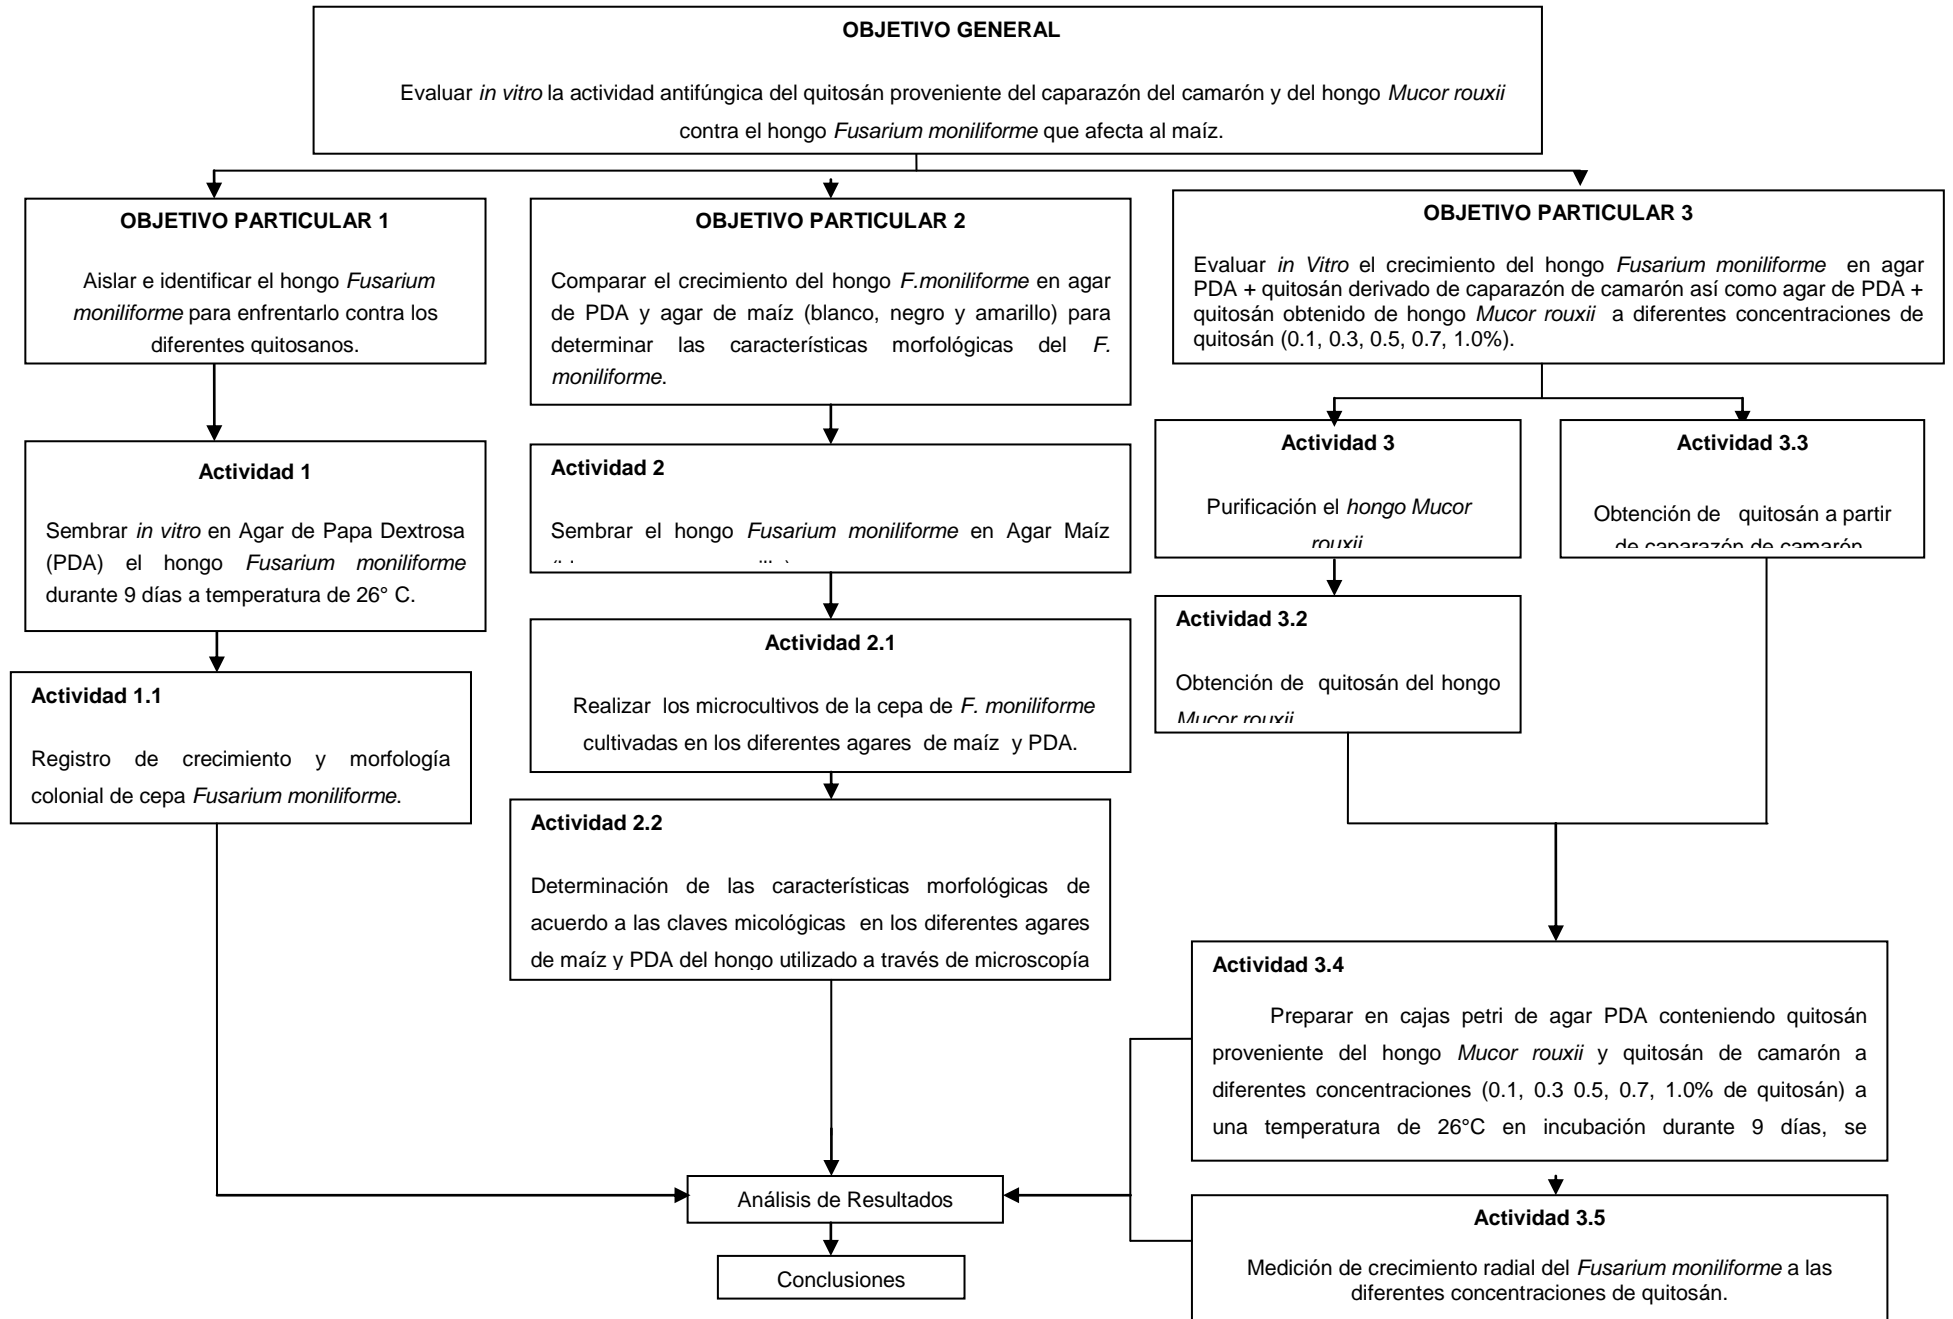 OBJETIVO GENERAL
Evaluar in vitro la actividad antifúngica del quitosán proveniente del caparazón del camarón y del hongo Mucor rouxii
contra el hongo Fusarium moniliforme que afecta al maíz.
OBJETIVO PARTICULAR 1
Aislar e identificar el hongo Fusarium
moniliforme para enfrentarlo contra los
diferentes quitosanos.
OBJETIVO PARTICULAR 2
Comparar el crecimiento del hongo F.moniliforme en agar
de PDA y agar de maíz (blanco, negro y amarillo) para
determinar las características morfológicas del F.
moniliforme.
OBJETIVO PARTICULAR 3
Evaluar in Vitro el crecimiento del hongo Fusarium moniliforme en agar
PDA + quitosán derivado de caparazón de camarón así como agar de PDA +
quitosán obtenido de hongo Mucor rouxii a diferentes concentraciones de
quitosán (0.1, 0.3, 0.5, 0.7, 1.0%).
Actividad 1
Sembrar in vitro en Agar de Papa Dextrosa
(PDA) el hongo Fusarium moniliforme
durante 9 días a temperatura de 26° C.
Actividad 1.1
Registro de crecimiento y morfología
colonial de cepa Fusarium moniliforme.
Actividad 2
Sembrar el hongo Fusarium moniliforme en Agar Maíz
Actividad 2.1
Realizar los microcultivos de la cepa de F. moniliforme
cultivadas en los diferentes agares de maíz y PDA.
Actividad 2.2
Determinación de las características morfológicas de
acuerdo a las claves micológicas en los diferentes agares
de maíz y PDA del hongo utilizado a través de microscopía
Actividad 3
Purificación el hongo Mucor
rouxii
Actividad 3.2
Obtención de quitosán del hongo
Mucor rouxii
Actividad 3.3
Obtención de quitosán a partir
de caparazón de camarón
Actividad 3.4
Preparar en cajas petri de agar PDA conteniendo quitosán
proveniente del hongo Mucor rouxii y quitosán de camarón a
diferentes concentraciones (0.1, 0.3 0.5, 0.7, 1.0% de quitosán) a
una temperatura de 26°C en incubación durante 9 días, se
Actividad 3.5
Medición de crecimiento radial del Fusarium moniliforme a las
diferentes concentraciones de quitosán.
Análisis de Resultados
Conclusiones